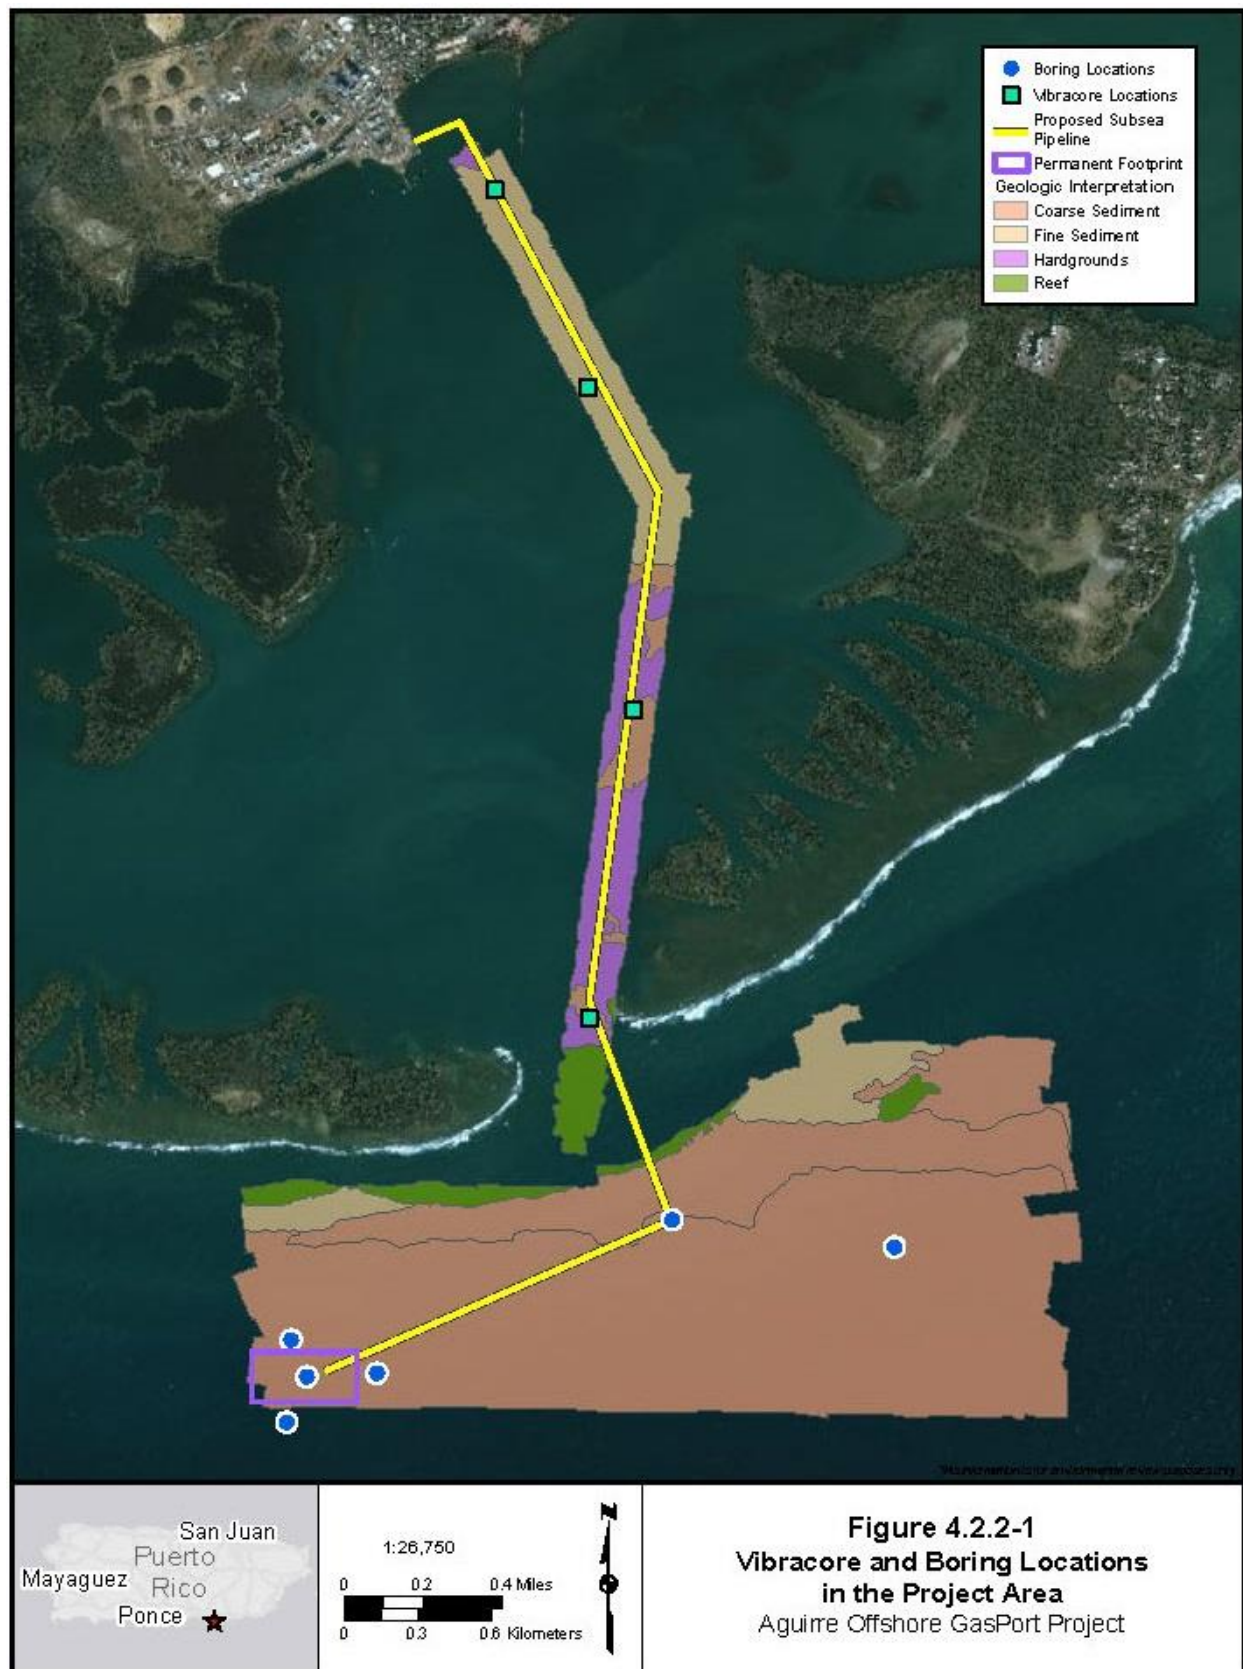 Boring Locations
Vibracore Locations
Proposed Subsea
Pipeline
Permanent Footprint
Geologic Interpretation
Coarse Sediment
Fine Sediment
Hardgrounds
Reef
San Juan
Puerto
Mayaguez
Rico
Ponce
1:26,750
0 0.2 0.4 Miles
0 0.3 0.6 Kilometers
N
Figure 4.2.2-1
Vibracore and Boring Locations
in the Project Area
Aguirre Offshore GasPort Project